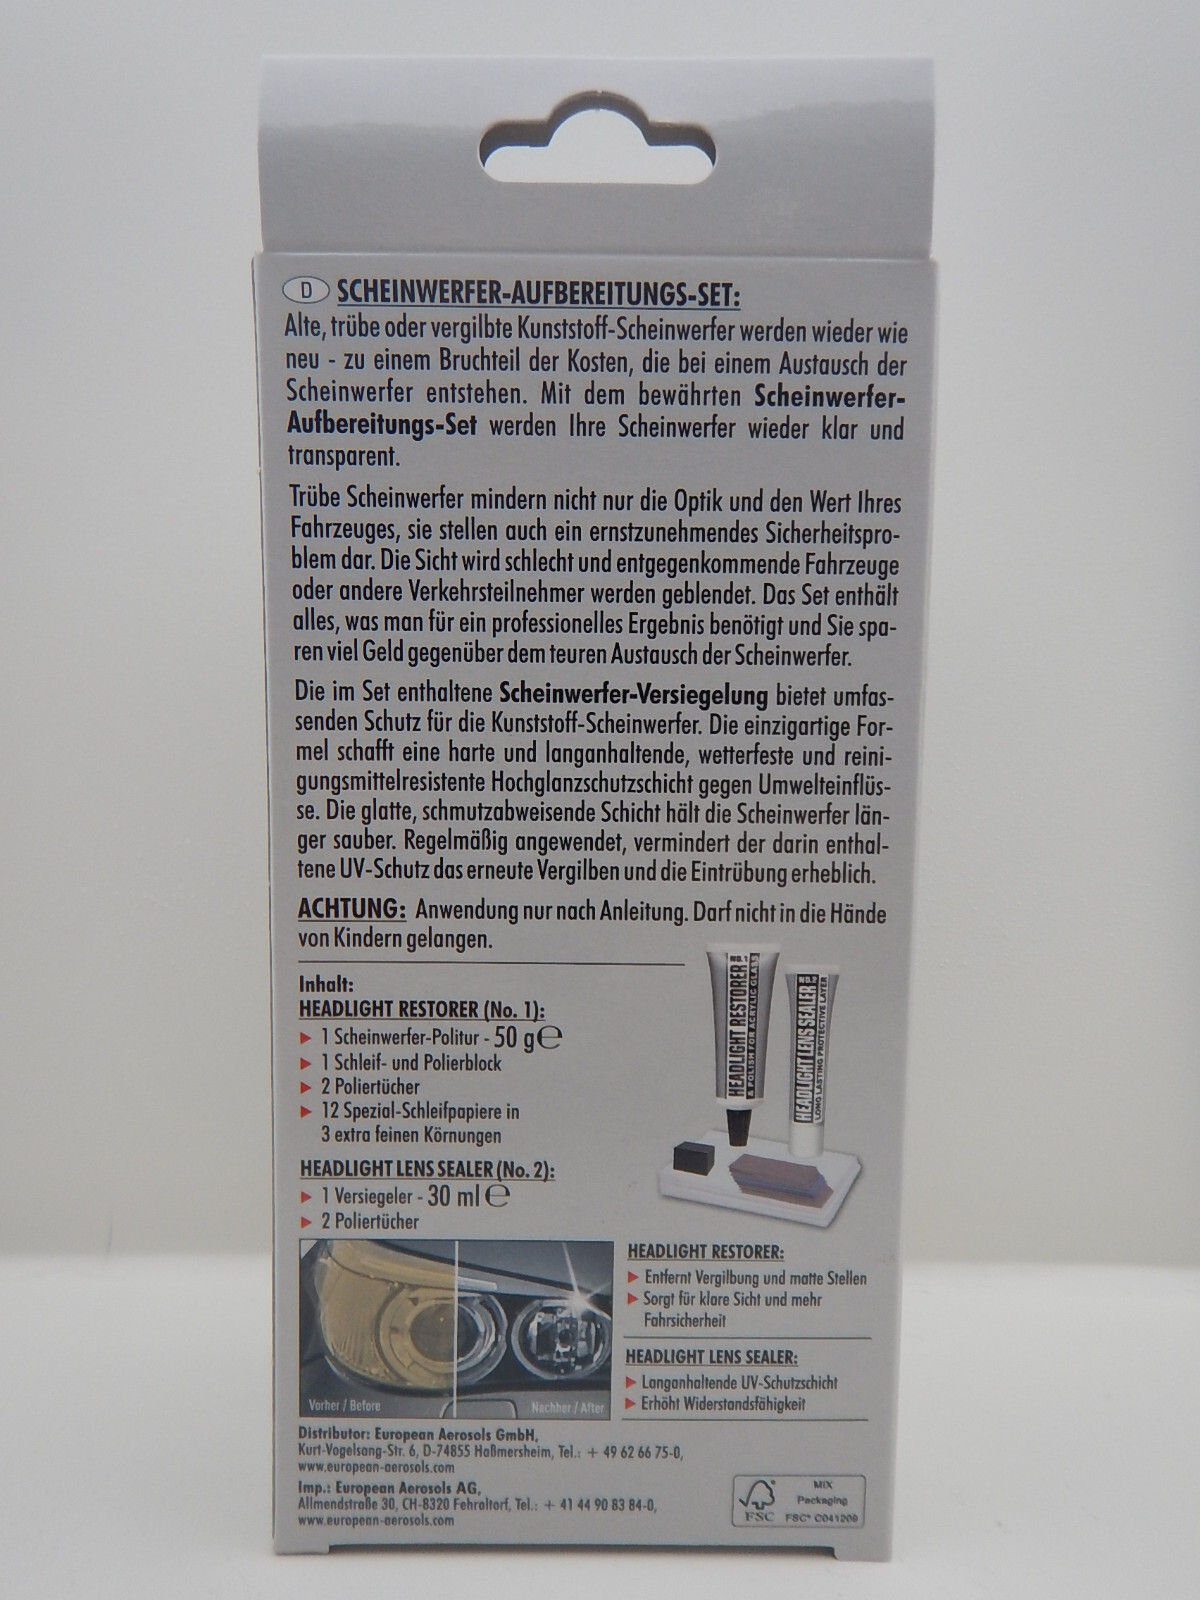 D SCHEINWERFER-AUFBEREITUNGS-SET:
Alte, trübe oder vergilbte Kunststoff-Scheinwerfer werden wieder wie
neu - zu einem Bruchteil der Kosten, die bei einem Austausch der
Scheinwerfer entstehen. Mit dem bewährten Scheinwerfer-
Aufbereitungs-Set werden Ihre Scheinwerfer wieder klar und
transparent.
Trübe Scheinwerfer mindern nicht nur die Optik und den Wert Ihres
Fahrzeuges, sie stellen auch ein ernstzunehmendes Sicherheitspro-
blem dar. Die Sicht wird schlecht und entgegenkommende Fahrzeuge
oder andere Verkehrsteilnehmer werden geblendet. Das Set enthält
alles, was man für ein professionelles Ergebnis benötigt und Sie spa-
ren viel Geld gegenüber dem teuren Austausch der Scheinwerfer.
Die im Set enthaltene Scheinwerfer-Versiegelung bietet umfas-
senden Schutz für die Kunststoff-Scheinwerfer. Die einzigartige For-
mel schafft eine harte und langanhaltende, wetterfeste und reini-
gungsmittelresistente Hochglanzschutzschicht gegen Umwelteinflüs-
se. Die glatte, schmutzabweisende Schicht hält die Scheinwerfer län-
ger sauber. Regelmäßig angewendet, vermindert der darin enthal-
tene UV-Schutz das erneute Vergilben und die Eintrübung erheblich.
ACHTUNG: Anwendung nur nach Anleitung. Darf nicht in die Hände
von Kindern gelangen.
Inhalt:
HEADLIGHT RESTORER (No. 1):
► 1 Scheinwerfer-Politur - 50 g ℮
► 1 Schleif- und Polierblock
► 2 Poliertücher
► 12 Spezial-Schleifpapiere in
3 extra feinen Körnungen
HEADLIGHT LENS SEALER (No. 2):
► 1 Versiegeler - 30 ml ℮
► 2 Poliertücher
NO. 1
HEADLIGHT RESTORER
& POLISH FOR ACRYLIC GLASS
NO. 2
HEADLIGHT LENS SEALER
LONG LASTING PROTECTIVE LAYER
Vorher / Before
Nachher / After
HEADLIGHT RESTORER:
► Entfernt Vergilbung und matte Stellen
► Sorgt für klare Sicht und mehr
Fahrsicherheit
HEADLIGHT LENS SEALER:
► Langanhaltende UV-Schutzschicht
► Erhöht Widerstandsfähigkeit
Distributor: European Aerosols GmbH,
Kurt-Vogelsang-Str. 6, D-74855 Haßmersheim, Tel.: + 49 62 66 75-0,
www.european-aerosols.com
Imp.: European Aerosols AG,
Allmendstraße 30, CH-8320 Fehraltorf, Tel.: + 41 44 90 83 84-0,
www.european-aerosols.com
FSC
MIX
Packaging
FSC® C041209